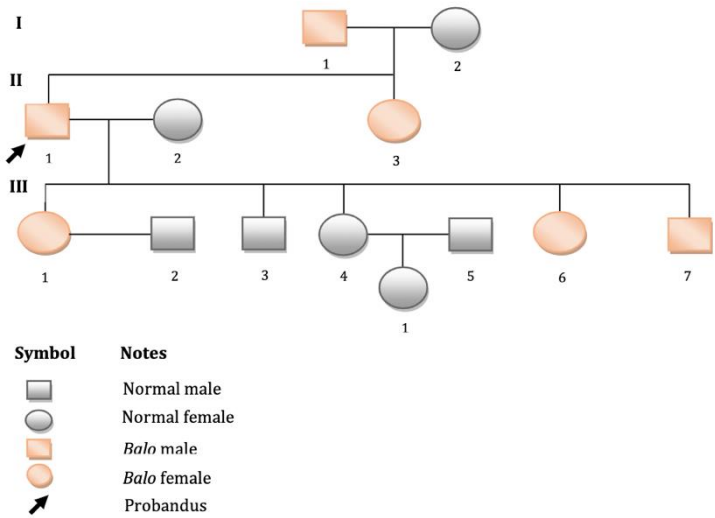 I
1
2
II
1
2
3
III
1
2
3
4
5
6
7
1
Symbol Notes
Normal male
Normal female
Balo male
Balo female
Probandus